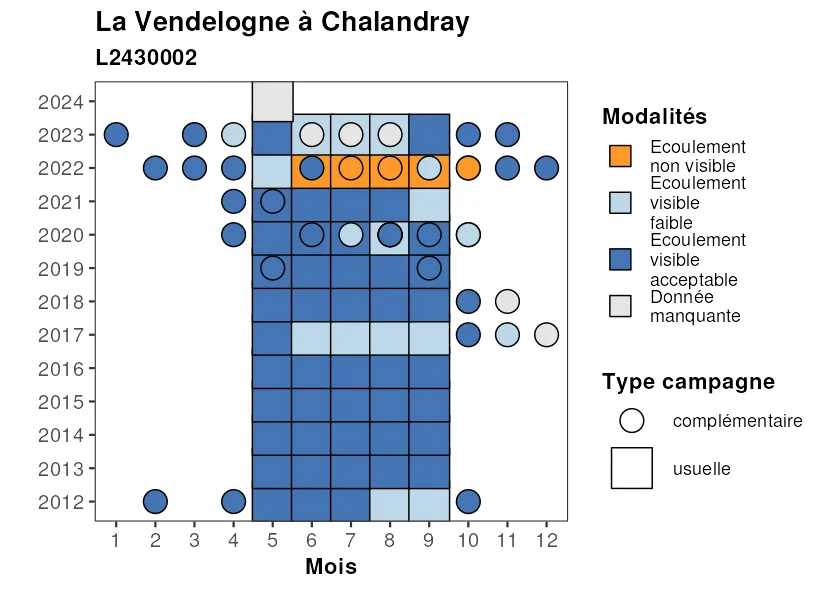 La Vendelogne à Chalandray
L2430002
2024
2023
2022
2021
2020
2019
2018
2017
2016
2015
2014
2013
2012
1 2 3 4 5 6 7 8 9 10 11 12
Mois
Modalités
Ecoulement
non visible
Ecoulement
visible
faible
Ecoulement
visible
acceptable
Donnée
manquante
Type campagne
complémentaire
usuelle